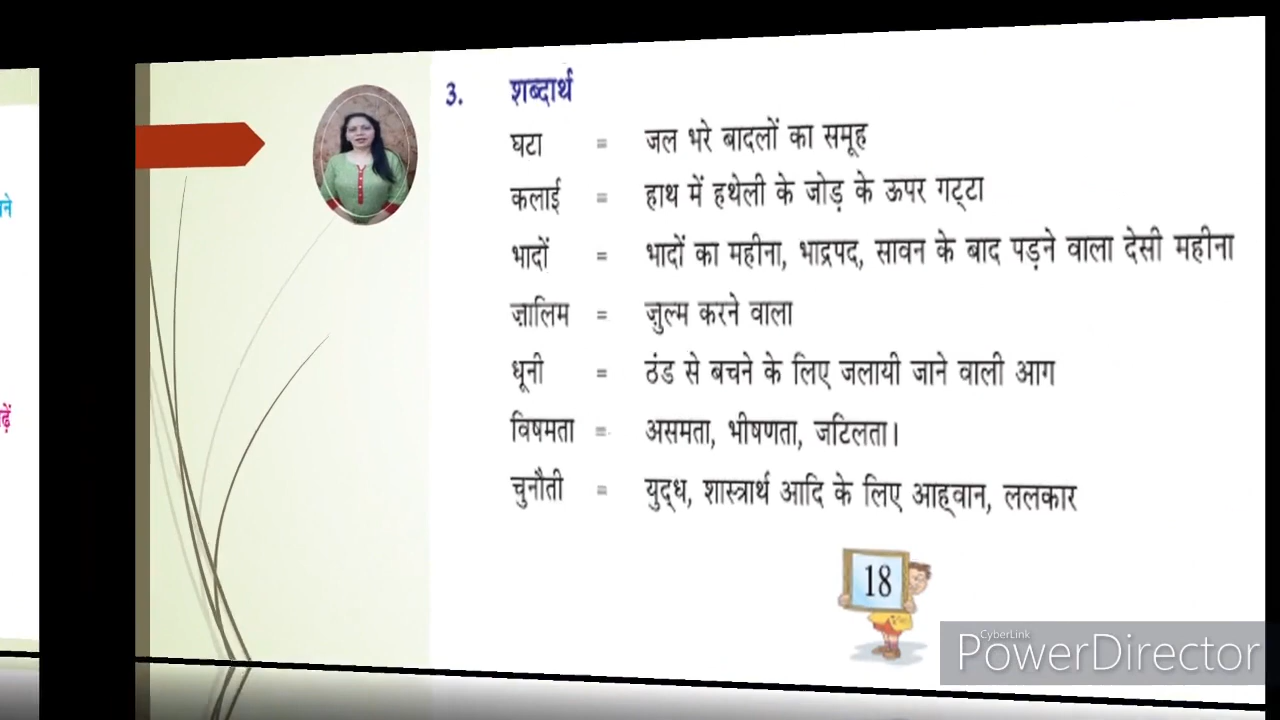 3. शब्दार्थ
घटा = जल भरे बादलों का समूह
कलाई = हाथ में हथेली के जोड़ के ऊपर गट्‌टा
भादों = भादों का महीना, भाद्रपद, सावन के बाद पड़ने वाला देसी महीना
ज़ालिम = ज़ुल्म करने वाला
धूनी = ठंड से बचने के लिए जलायी जाने वाली आग
विषमता = असमता, भीषणता, जटिलता।
चुनौती = युद्‌ध, शास्त्रार्थ आदि के लिए आह्‌वान, ललकार
18
CyberLink
PowerDirector